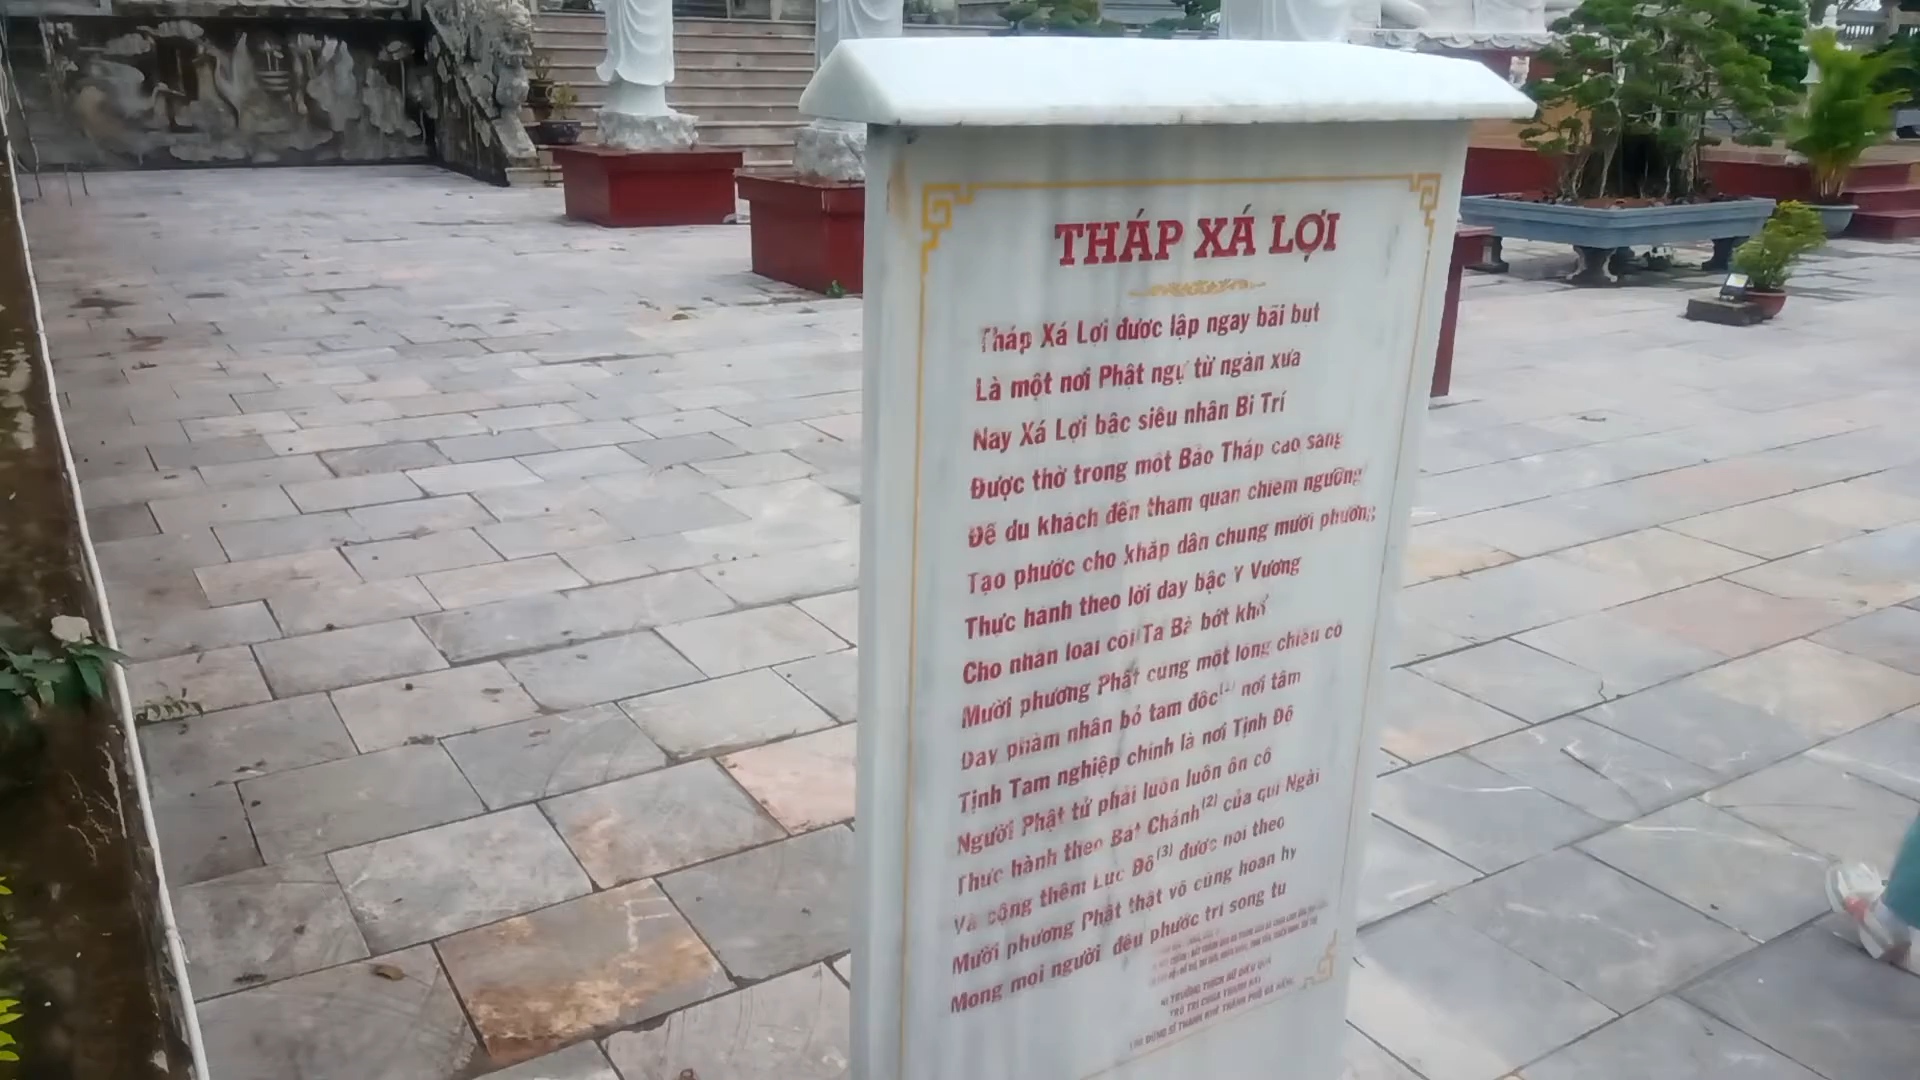 THÁP XÁ LỢI
Tháp Xá Lợi được lập ngay bãi bụt
Là một nơi Phật ngự từ ngàn xưa
Nay Xá Lợi bậc siêu nhân Bi Trí
Được thờ trong một Bảo Tháp cao sang
Để du khách đến tham quan chiêm ngưỡng
Tạo phước cho khắp dân chúng mười phương
Thực hành theo lời dạy bậc Y Vương
Cho nhân loại cõi Ta Bà bớt khổ
Mười phương Phật cùng một lòng chiếu cố
Dạy phàm nhân bỏ tam độc(1) nơi tâm
Tịnh Tam nghiệp chính là nơi Tịnh Độ
Người Phật tử phải luôn luôn ôn cố
Thực hành theo Bát Chánh(2) của quí Ngài
Và cộng thêm Lục Độ(3) được noi theo
Mười phương Phật thật vô cùng hoan hỷ
Mong mọi người đều phước trí song tu